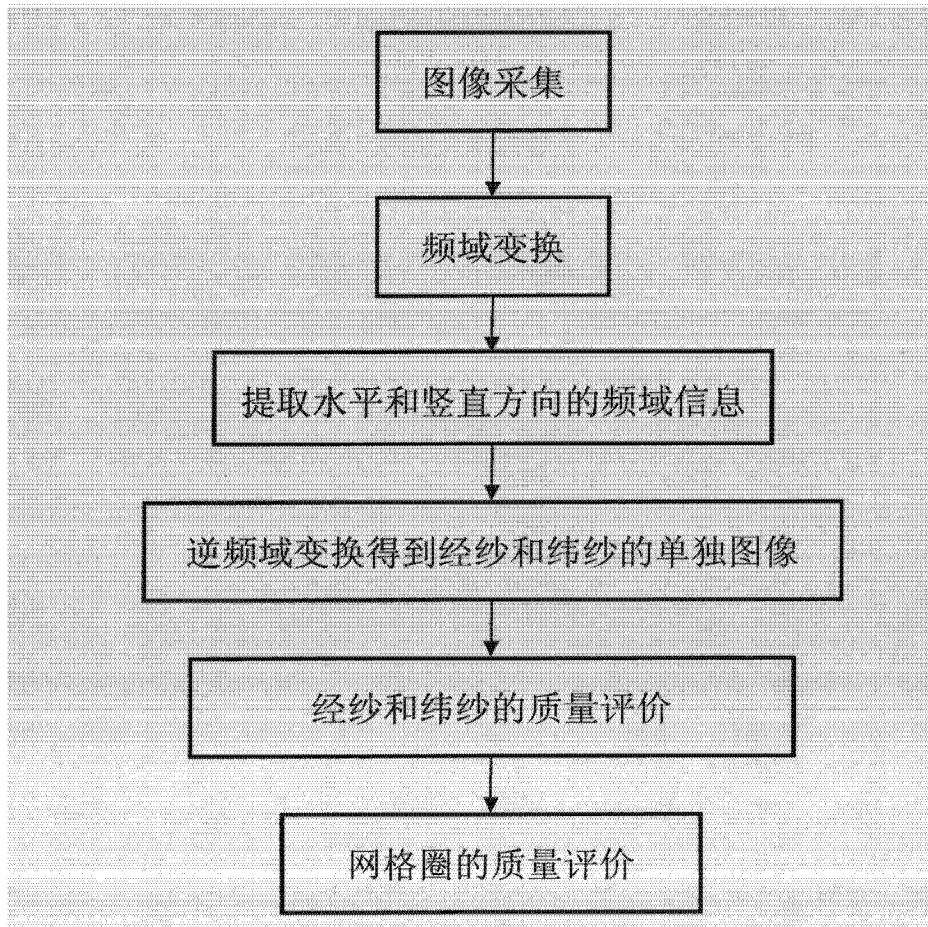 图像采集
频域变换
提取水平和竖直方向的频域信息
逆频域变换得到经纱和纬纱的单独图像
经纱和纬纱的质量评价
网格圈的质量评价